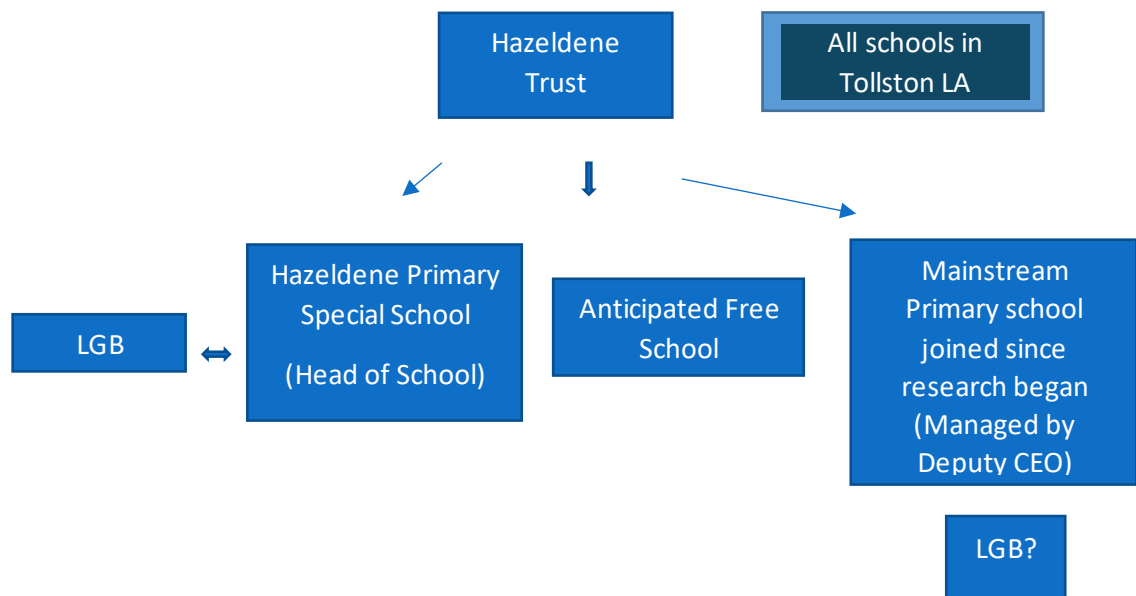 Hazeldene
Trust
All schools in
Tollston LA
LGB
Hazeldene Primary
Special School
(Head of School)
Anticipated Free
School
Mainstream
Primary school
joined since
research began
(Managed by
Deputy CEO)
LGB?